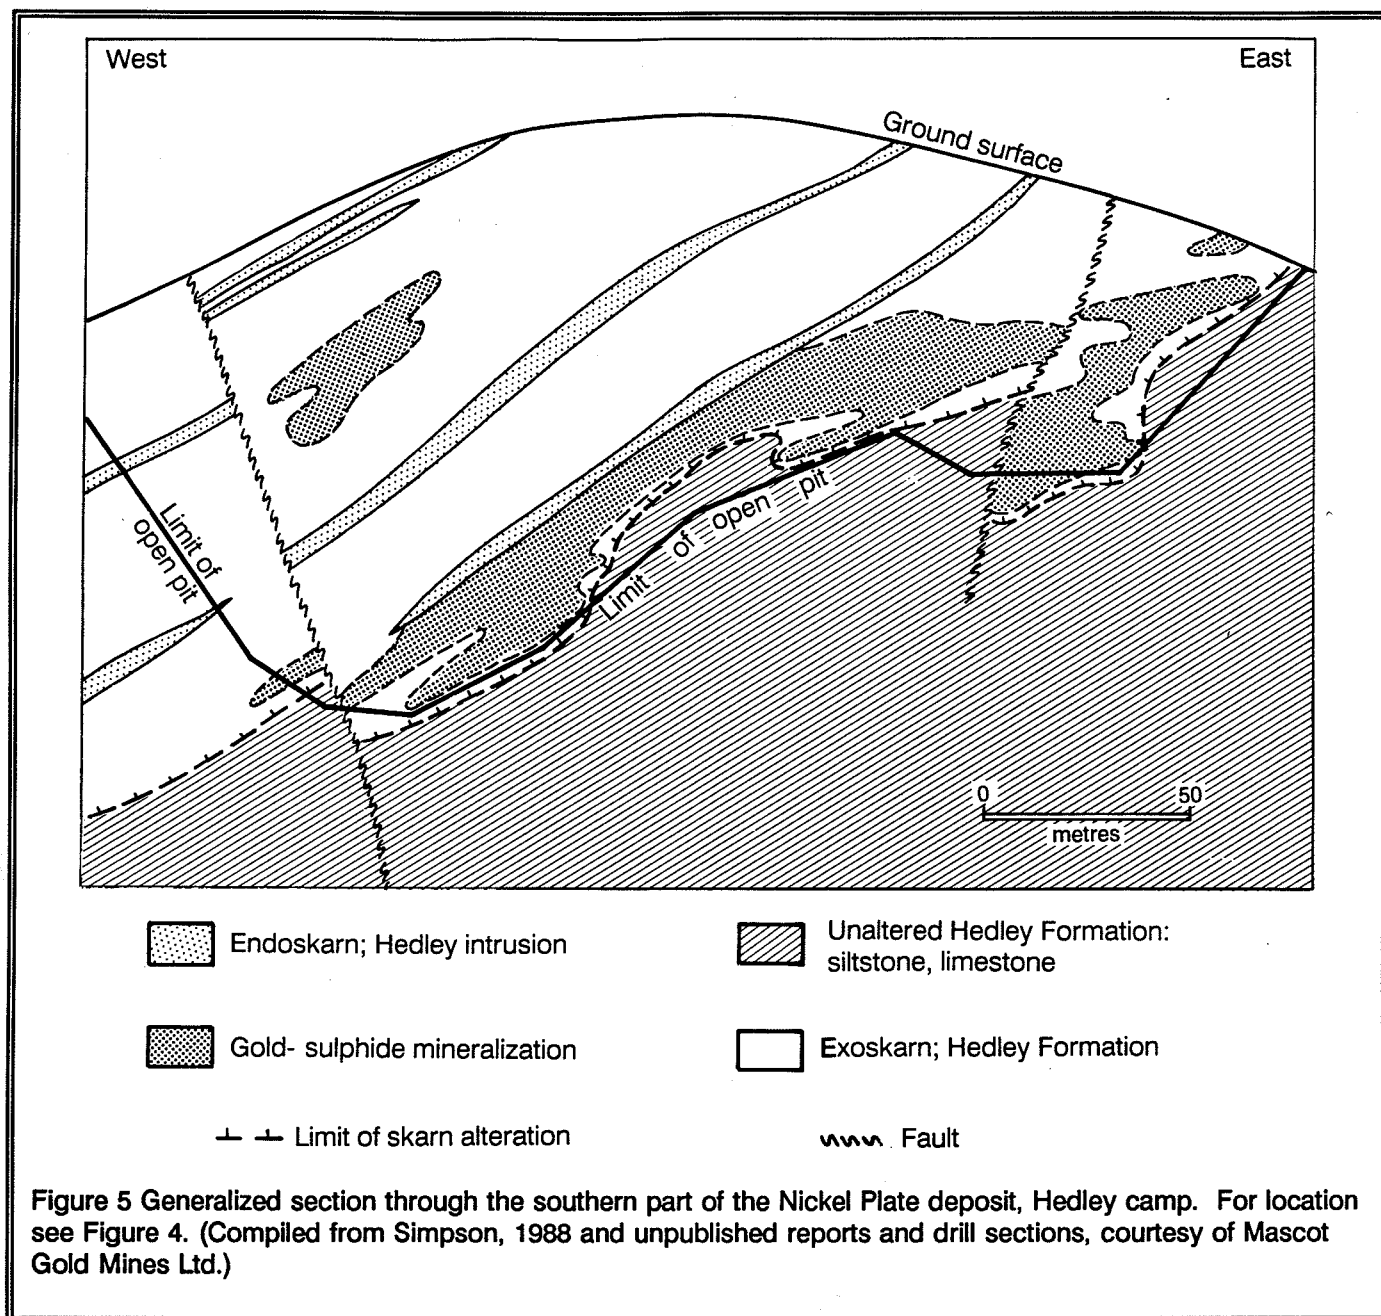 West
East
Ground surface
Limit of
open pit
Limit of open pit
0 50
metres
Endoskarn; Hedley intrusion
Unaltered Hedley Formation:
siltstone, limestone
Gold- sulphide mineralization
Exoskarn; Hedley Formation
Limit of skarn alteration
Fault
Figure 5 Generalized section through the southern part of the Nickel Plate deposit, Hedley camp. For location
see Figure 4. (Compiled from Simpson, 1988 and unpublished reports and drill sections, courtesy of Mascot
Gold Mines Ltd.)